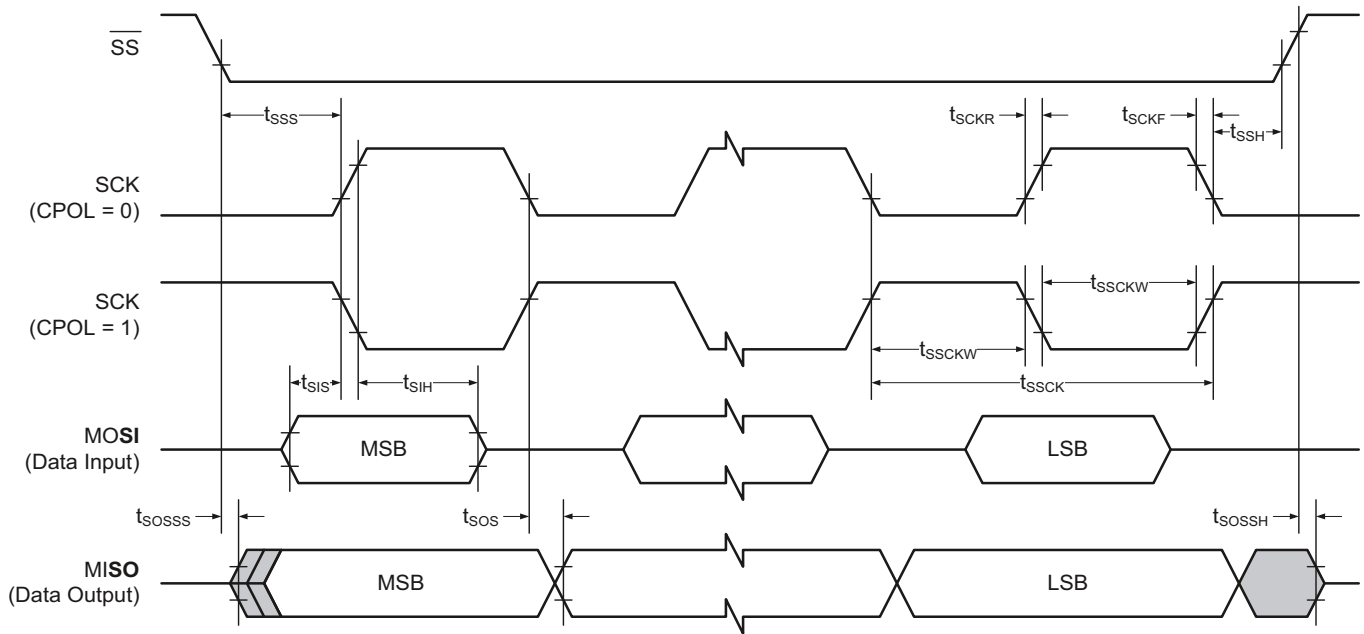 SS
tSSS
tSCKR
tSCKF
tSSH
SCK
(CPOL = 0)
SCK
(CPOL = 1)
tSSCKW
tSSCKW
tSIS
tSIH
tSSCK
MOSI
(Data Input)
MSB
LSB
tSOSSS
tSOS
tSOSSH
MISO
(Data Output)
MSB
LSB